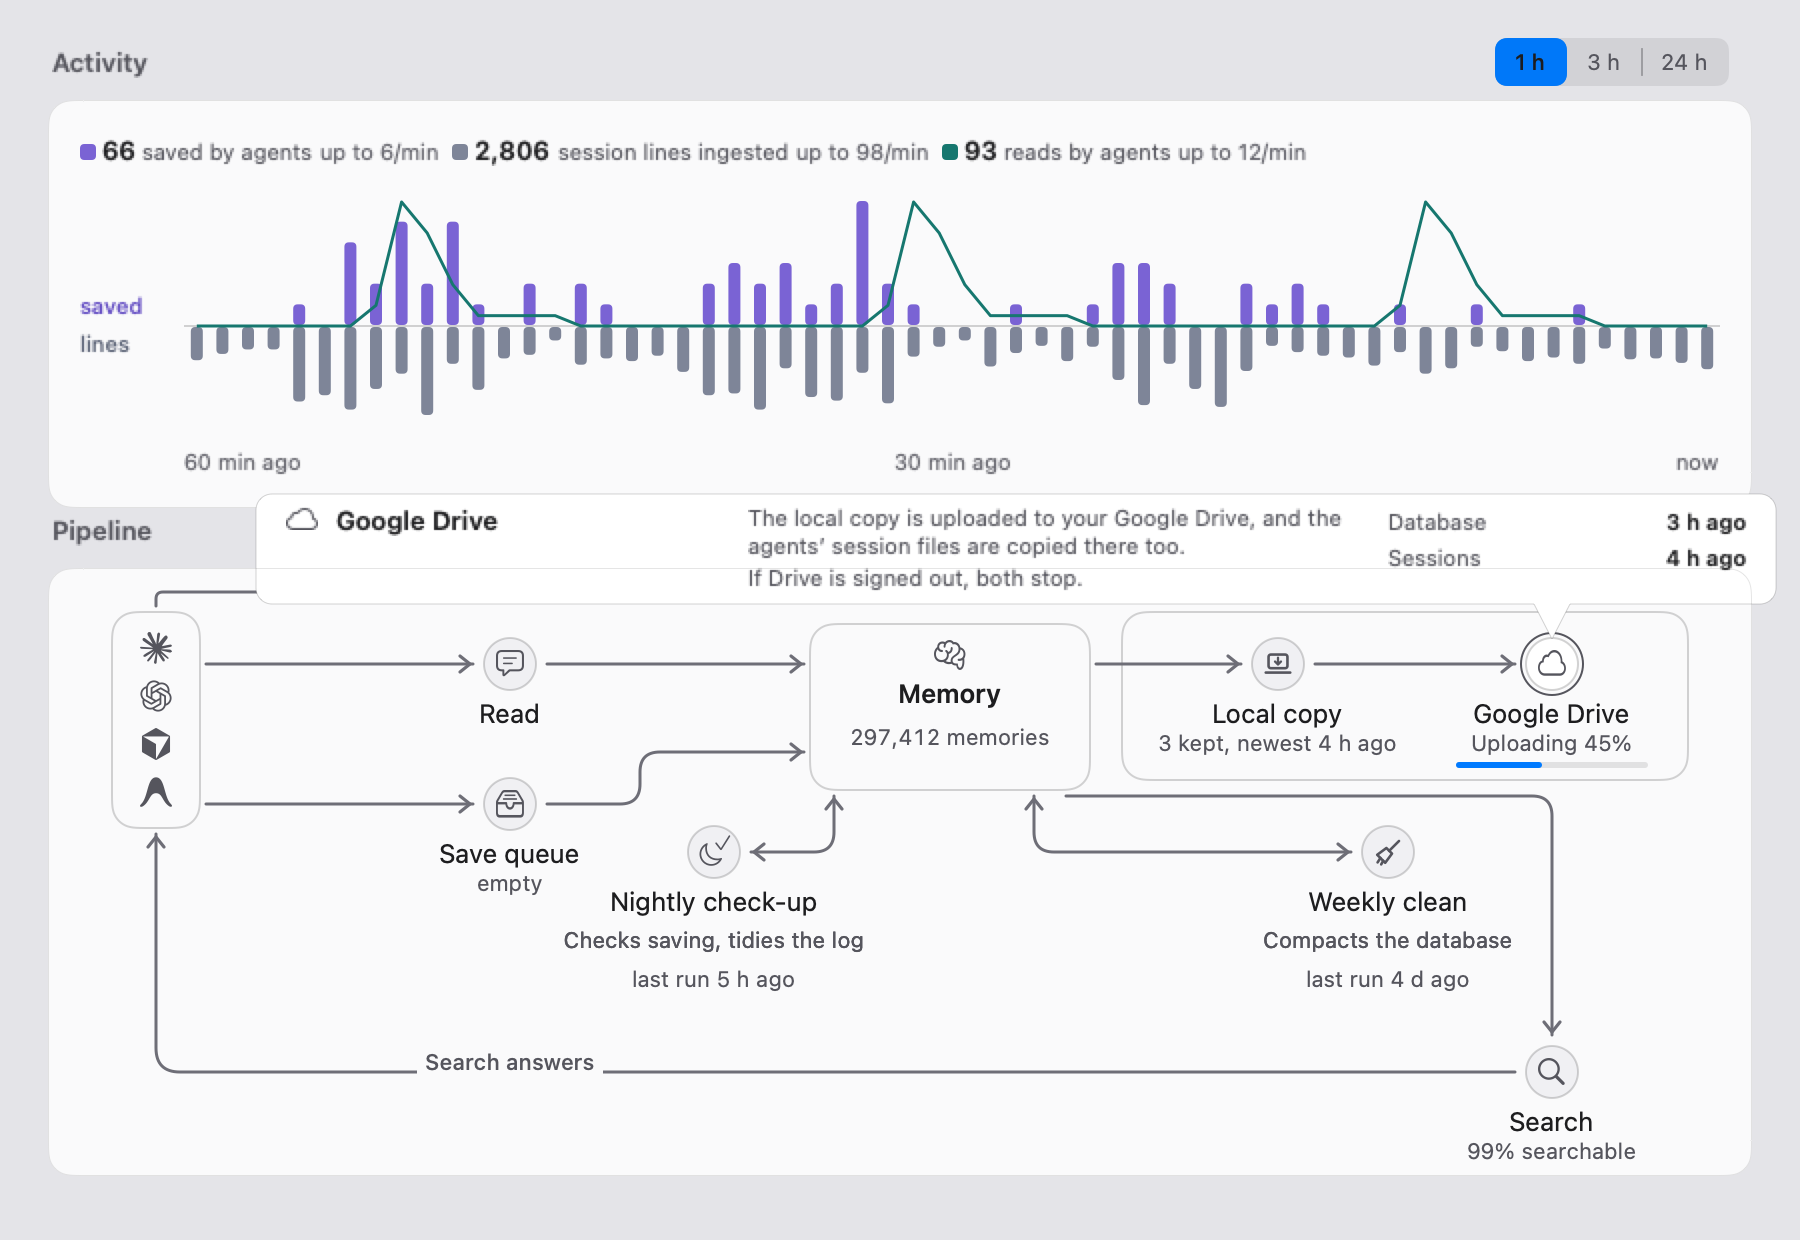 Activity
1 h 3 h 24 h
66 saved by agents up to 6/min 2,806 session lines ingested up to 98/min 93 reads by agents up to 12/min
saved
lines
60 min ago 30 min ago now
Pipeline
Google Drive
The local copy is uploaded to your Google Drive, and the
agents’ session files are copied there too.
If Drive is signed out, both stop.
Database 3 h ago
Sessions 4 h ago
Read
Memory
297,412 memories
Local copy
3 kept, newest 4 h ago
Google Drive
Uploading 45%
Save queue
empty
Nightly check-up
Checks saving, tidies the log
last run 5 h ago
Weekly clean
Compacts the database
last run 4 d ago
Search answers
Search
99% searchable